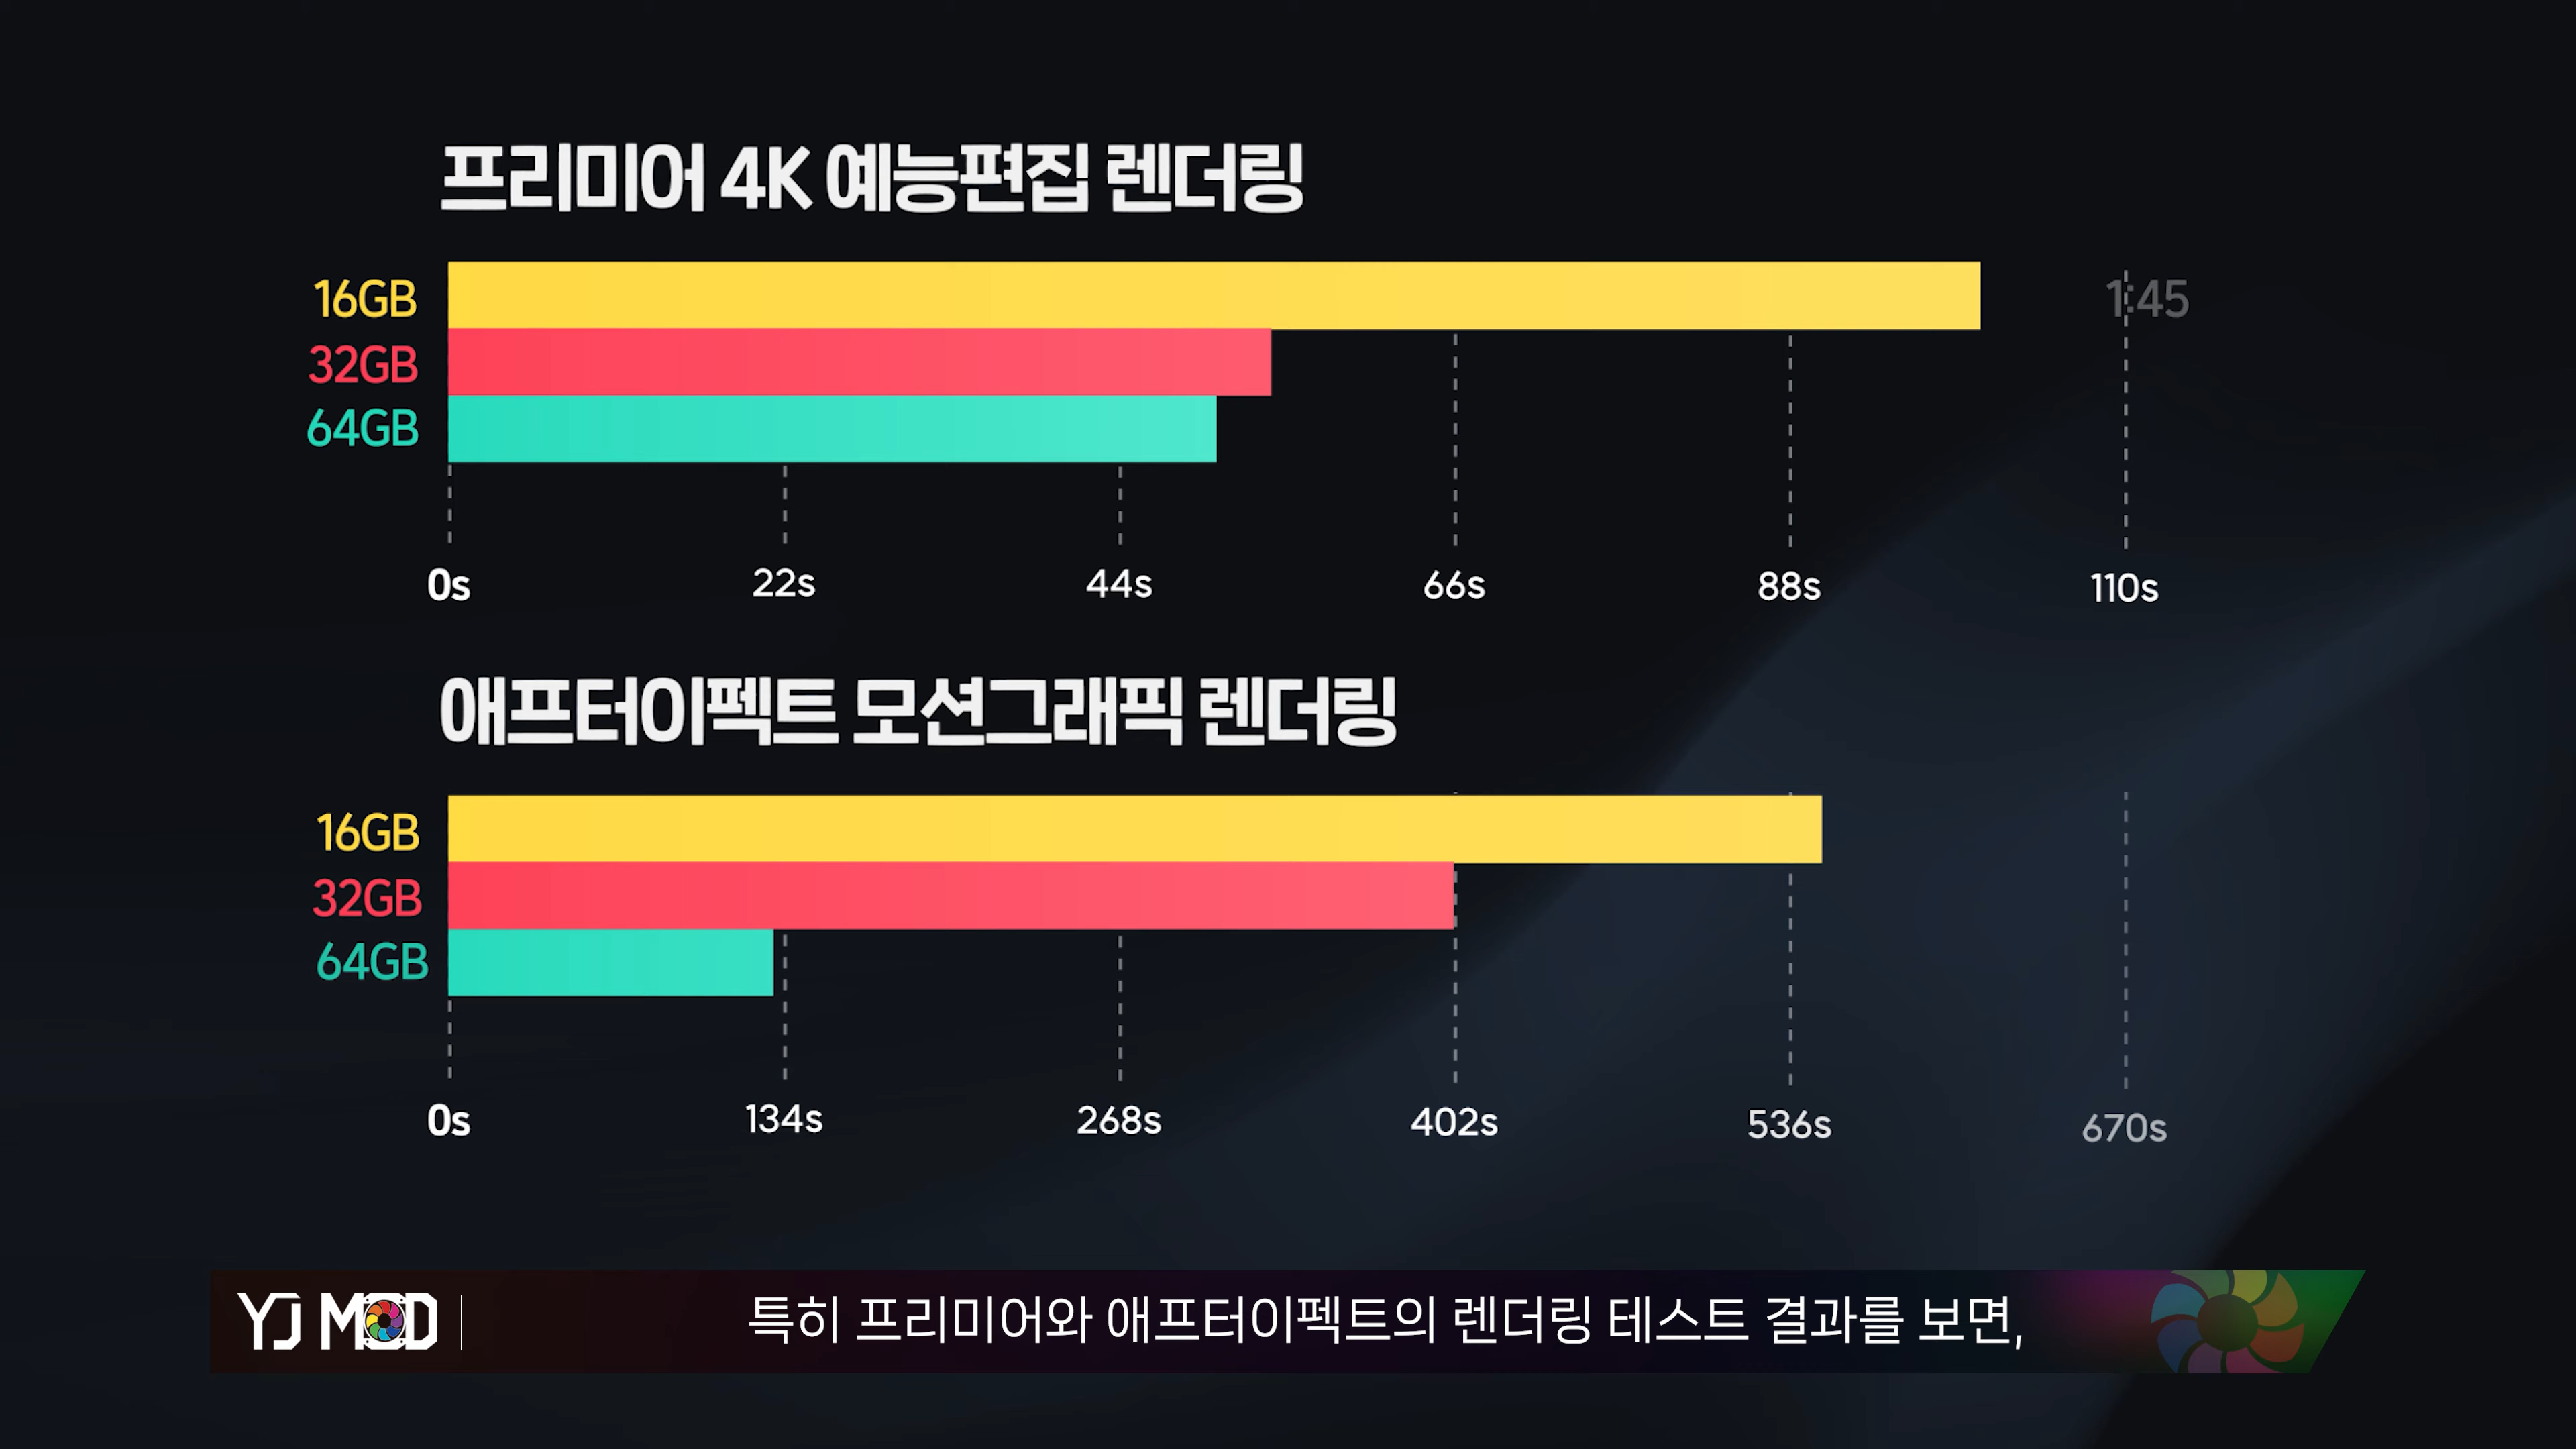 프리미어 4K 예능편집 렌더링
16GB
1:45
32GB
64GB
0s 22s 44s 66s 88s 110s
애프터이펙트 모션그래픽 렌더링
16GB
32GB
64GB
0s 134s 268s 402s 536s 670s
YJ MOD
특히 프리미어와 애프터이펙트의 렌더링 테스트 결과를 보면,